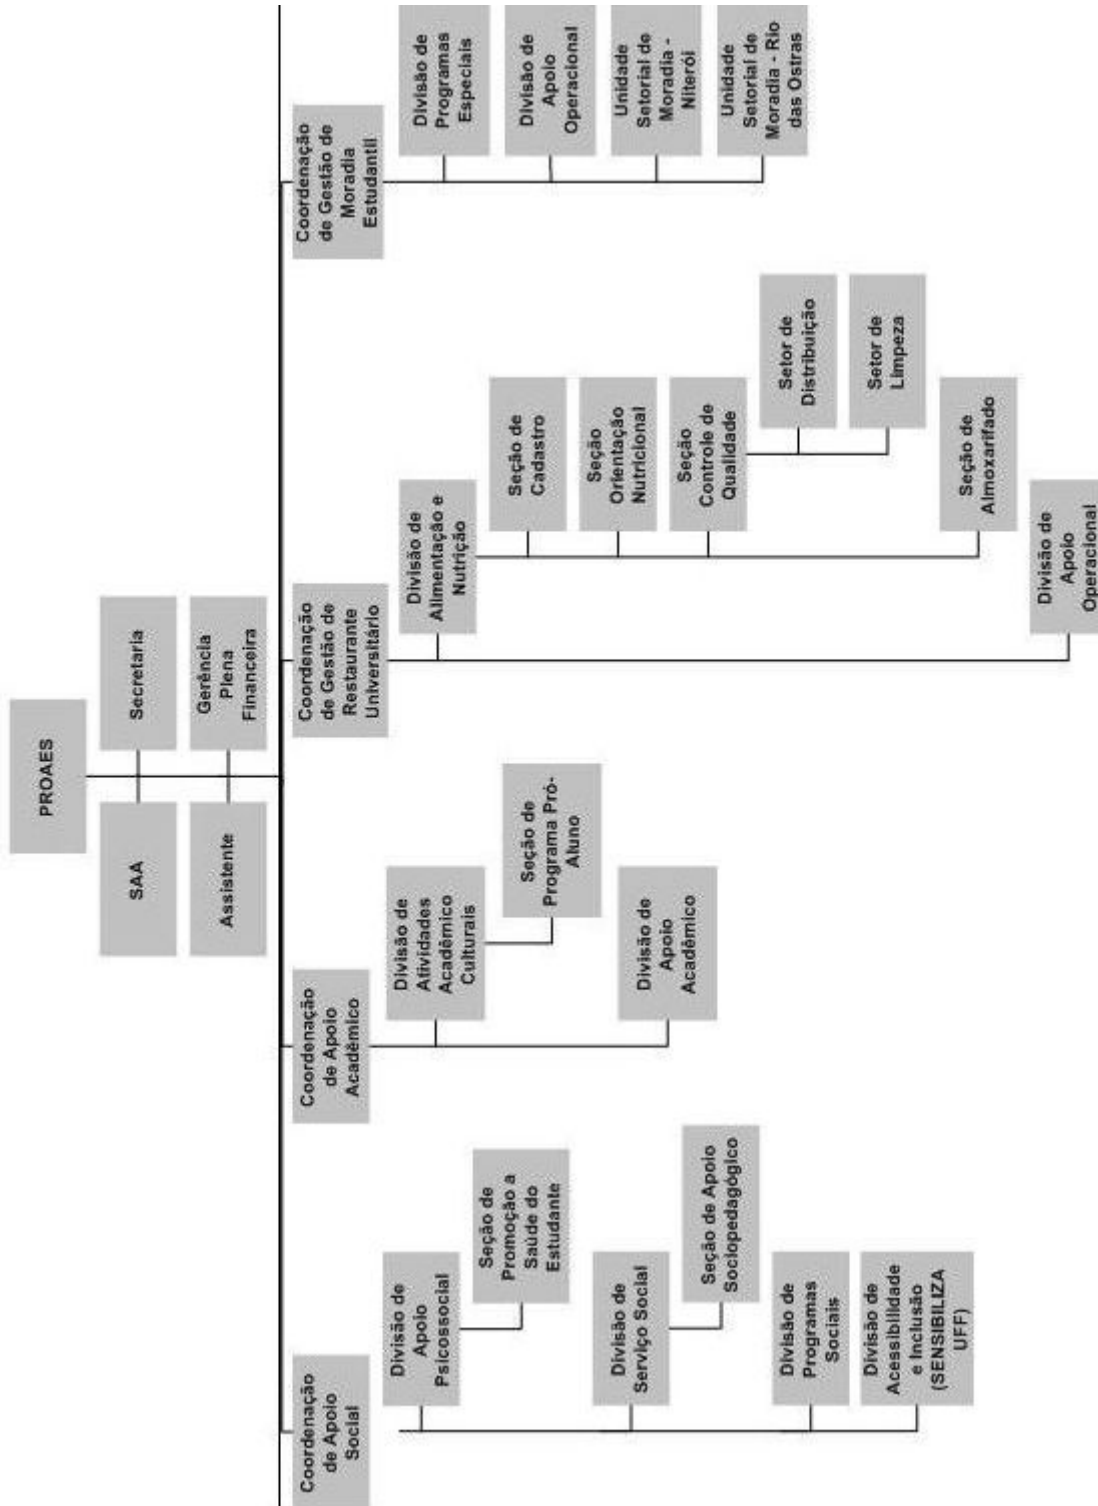 PROAES
SAA
Secretaria
Assistente
Gerência
Plena
Financeira
Coordenação
de Apoio
Social
Divisão de
Apoio
Psicossocial
Seção de
Promoção a
Saúde do
Estudante
Divisão de
Serviço Social
Seção de Apoio
Sociopedagógico
Divisão de
Programas
Sociais
Divisão de
Acessibilidade
e Inclusão
(SENSIBILIZA
UFF)
Coordenação
de Apoio
Acadêmico
Divisão de
Atividades
Acadêmico
Culturais
Seção de
Programa Pró-
Aluno
Divisão de
Apoio
Acadêmico
Coordenação
de Gestão de
Restaurante
Universitário
Divisão de
Alimentação e
Nutrição
Seção de
Cadastro
Seção
Orientação
Nutricional
Seção
Controle de
Qualidade
Setor de
Distribuição
Setor de
Limpeza
Seção de
Almoxarifado
Divisão de
Apoio
Operacional
Coordenação
de Gestão de
Moradia
Estudantil
Divisão de
Programas
Especiais
Divisão de
Apoio
Operacional
Unidade
Setorial de
Moradia -
Niterói
Unidade
Setorial de
Moradia - Rio
das Ostras